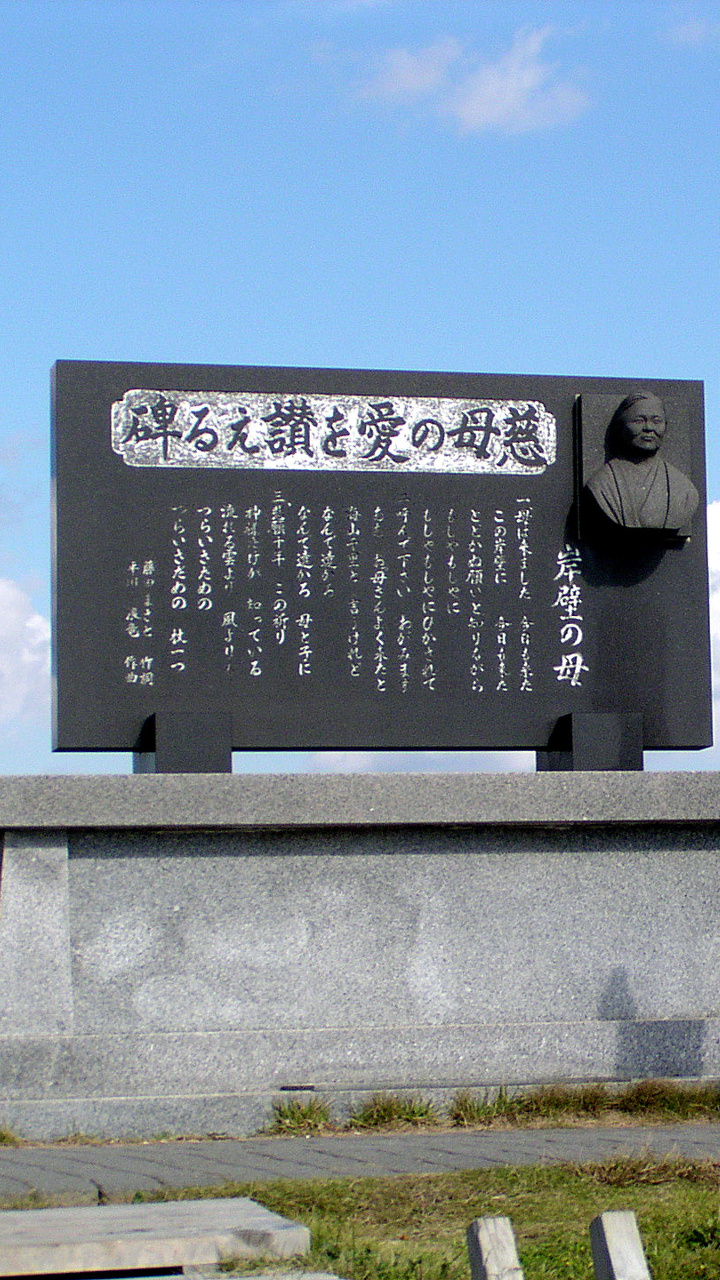 慈母の愛を讃える碑
岸壁の母
一 母は来ました 今日も来た
この岸壁に 今日も来た
とどかぬ願いと知りながら
もしやもしやに
もしやもしやにひかされて
二 呼んで下さい おがみます
ああ お母さんよく来たと
海山千里と 言うけれど
なんで遠かろ
なんで遠かろ 母と子に
三 悲願十年 この祈り
神様だけが 知っている
流れる雲より 風よりも
つらいさだめの
つらいさだめの 杖一つ
藤田まさと 作詞
平川 浪竜 作曲